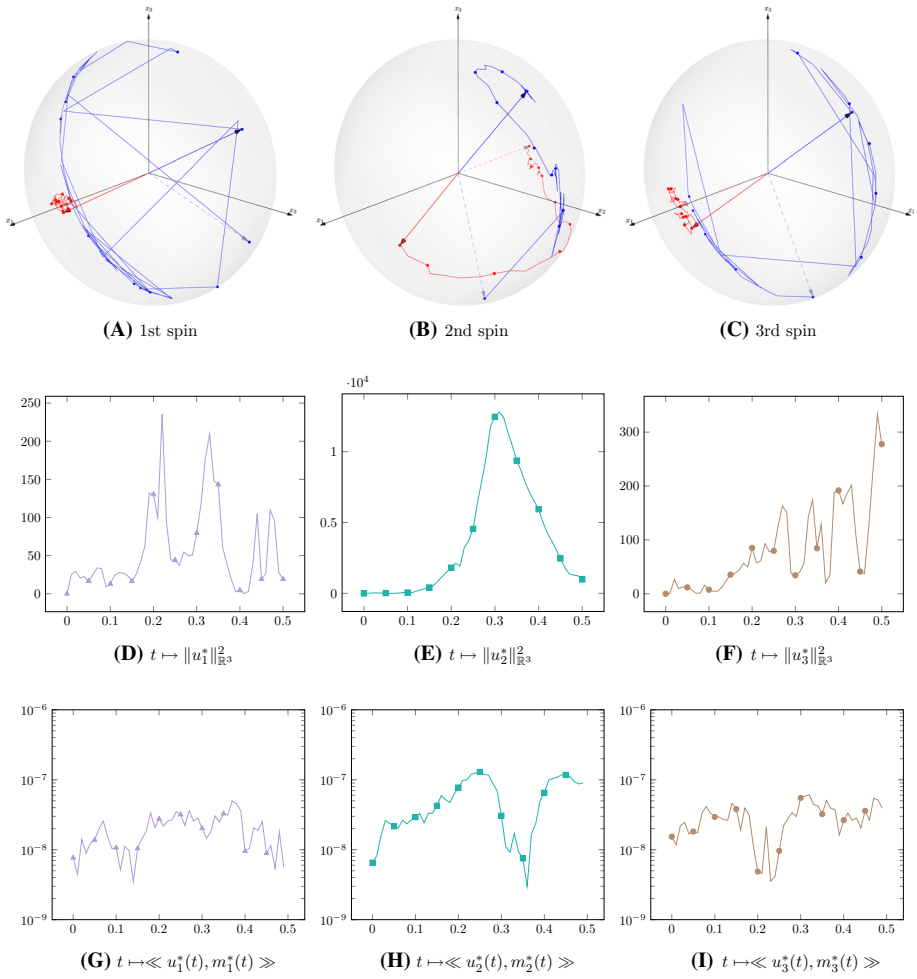 x₃ x₃ x₃
x₁ x₂ x₁ x₂ x₁ x₂
(A) 1st spin (B) 2nd spin (C) 3rd spin
·10⁴
250
200
150
100
50
0
0 0.1 0.2 0.3 0.4 0.5
1
0.5
0
0 0.1 0.2 0.3 0.4 0.5
300
200
100
0
0 0.1 0.2 0.3 0.4 0.5
(D) t ↦ ‖u₁*‖²_ℝ³ (E) t ↦ ‖u₂*‖²_ℝ³ (F) t ↦ ‖u₃*‖²_ℝ³
10⁻⁶
10⁻⁷
10⁻⁸
10⁻⁹
0 0.1 0.2 0.3 0.4 0.5
10⁻⁶
10⁻⁷
10⁻⁸
10⁻⁹
0 0.1 0.2 0.3 0.4 0.5
10⁻⁶
10⁻⁷
10⁻⁸
10⁻⁹
0 0.1 0.2 0.3 0.4 0.5
(G) t ↦≪ u₁*(t), m₁*(t) ≫ (H) t ↦≪ u₂*(t), m₂*(t) ≫ (I) t ↦≪ u₃*(t), m₃*(t) ≫